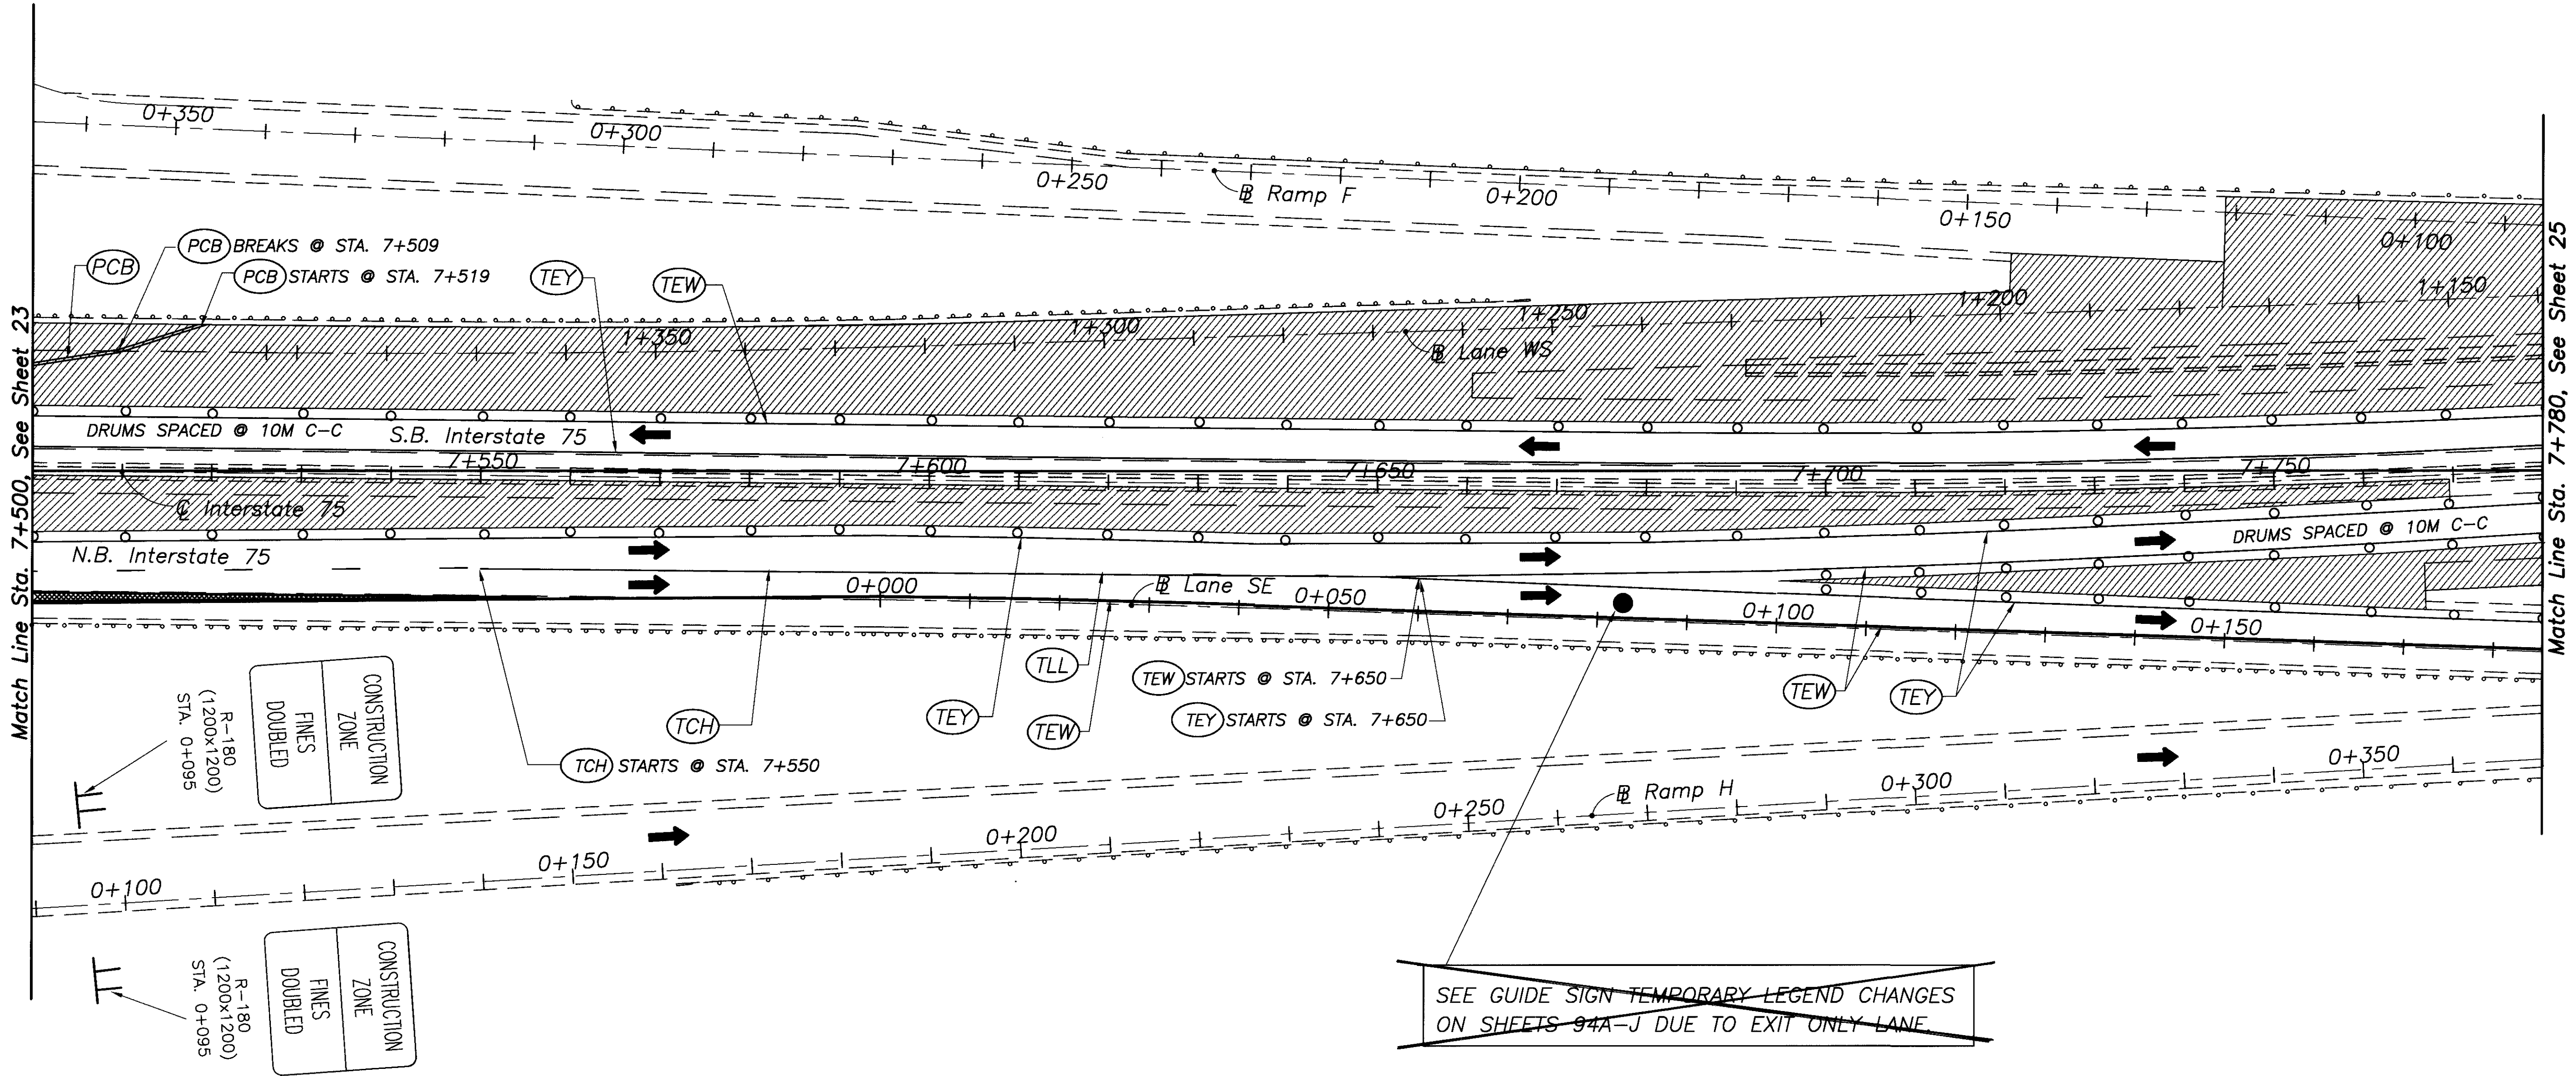 Match Line Sta. 7+500, See Sheet 23
0+350
0+300
0+250
℄ Ramp F
0+200
0+150
0+100
PCB
PCB BREAKS @ STA. 7+509
PCB STARTS @ STA. 7+519
TEY
TEW
1+350
1+300
1+250
1+200
1+150
℄ Lane WS
DRUMS SPACED @ 10M C-C
S.B. Interstate 75
7+550
7+600
7+650
7+700
7+750
℄ Interstate 75
N.B. Interstate 75
DRUMS SPACED @ 10M C-C
0+000
℄ Lane SE
0+050
0+100
0+150
TLL
TEW STARTS @ STA. 7+650
TEY STARTS @ STA. 7+650
TEY
TEW
TCH
TCH STARTS @ STA. 7+550
TEW
TEY
CONSTRUCTION
ZONE
FINES
DOUBLED
R-180
(1200x1200)
STA. 0+095
0+100
0+150
0+200
0+250
℄ Ramp H
0+300
0+350
CONSTRUCTION
ZONE
FINES
DOUBLED
R-180
(1200x1200)
STA. 0+095
SEE GUIDE SIGN TEMPORARY LEGEND CHANGES
ON SHEETS 94A-J DUE TO EXIT ONLY LANE.
Match Line Sta. 7+780, See Sheet 25